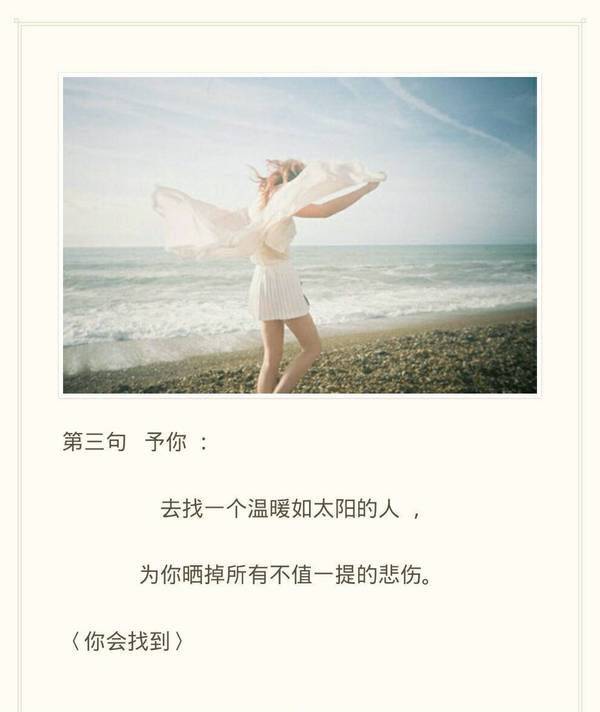 第三句 予你 :
去找一个温暖如太阳的人 ,
为你晒掉所有不值一提的悲伤。
〈你会找到〉